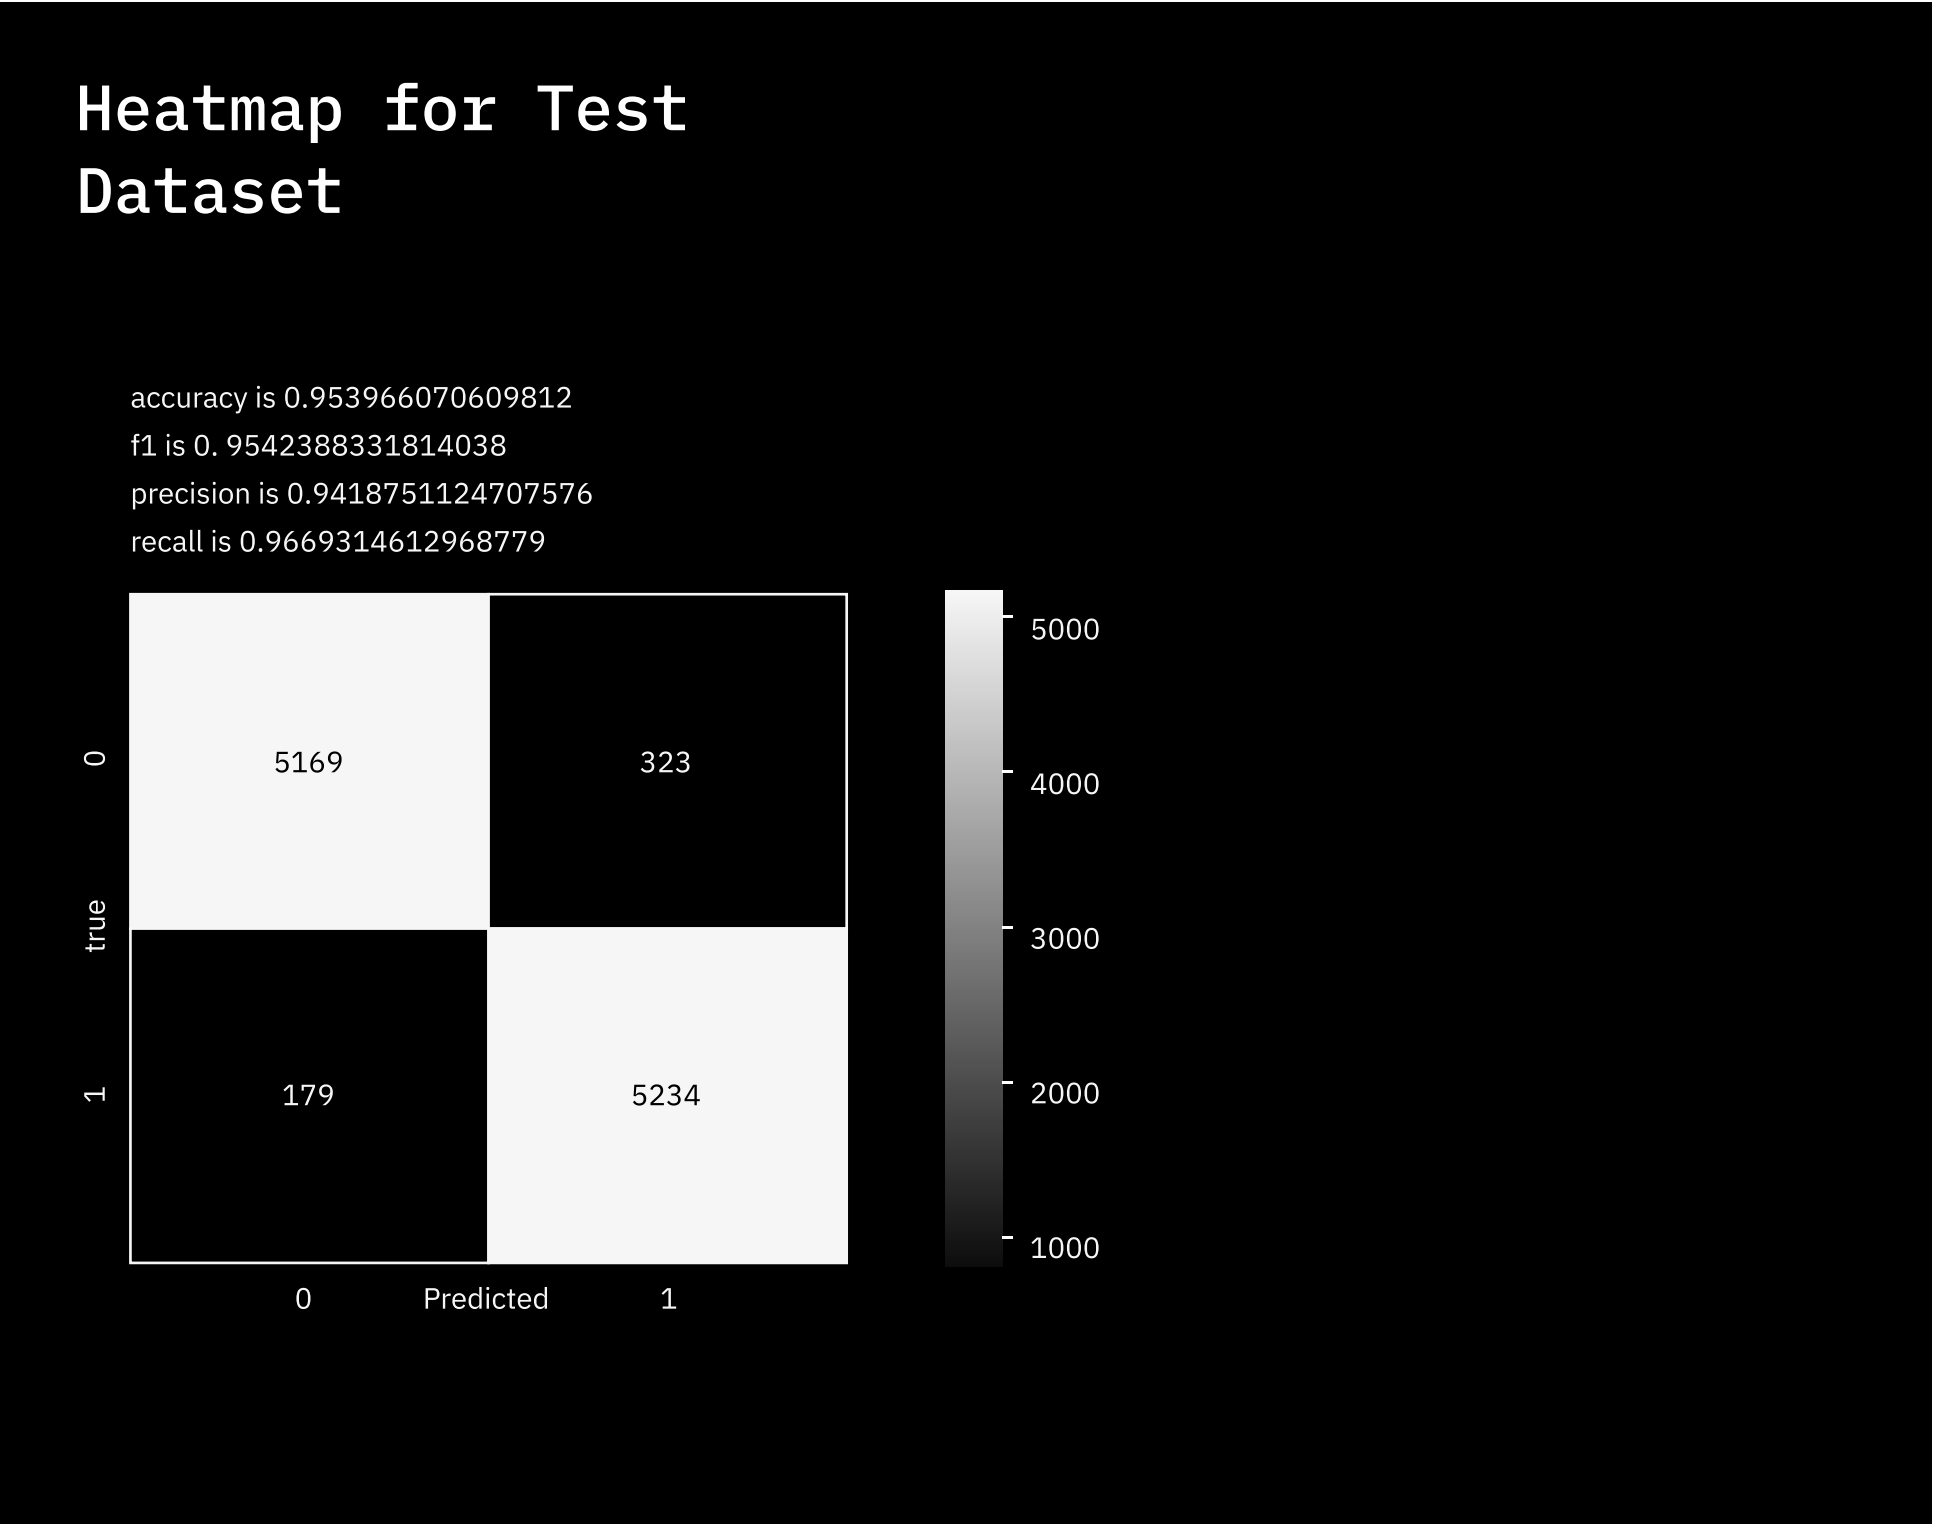 Heatmap for Test
Dataset
accuracy is 0.953966070609812
f1 is 0. 9542388331814038
precision is 0.9418751124707576
recall is 0.9669314612968779
0
5169
323
5000
4000
true
3000
1
179
5234
2000
1000
0
Predicted
1